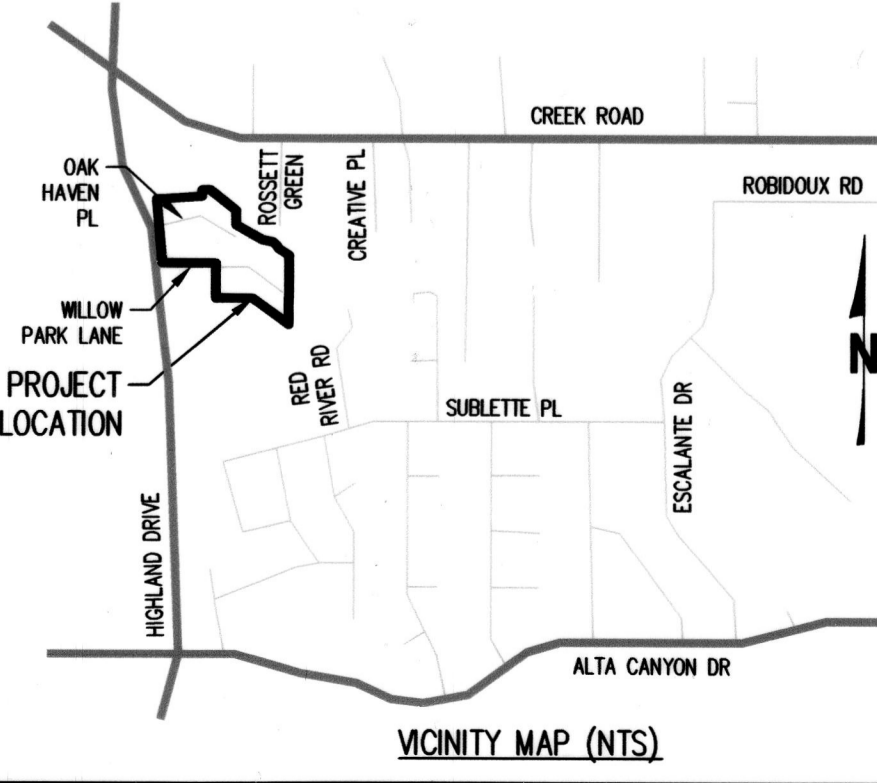 CREEK ROAD
OAK
HAVEN
PL
ROSSETT
GREEN
CREATIVE PL
ROBIDOUX RD
WILLOW
PARK LANE
N
PROJECT
LOCATION
RED
RIVER RD
SUBLETTE PL
ESCALANTE DR
HIGHLAND DRIVE
ALTA CANYON DR
VICINITY MAP (NTS)